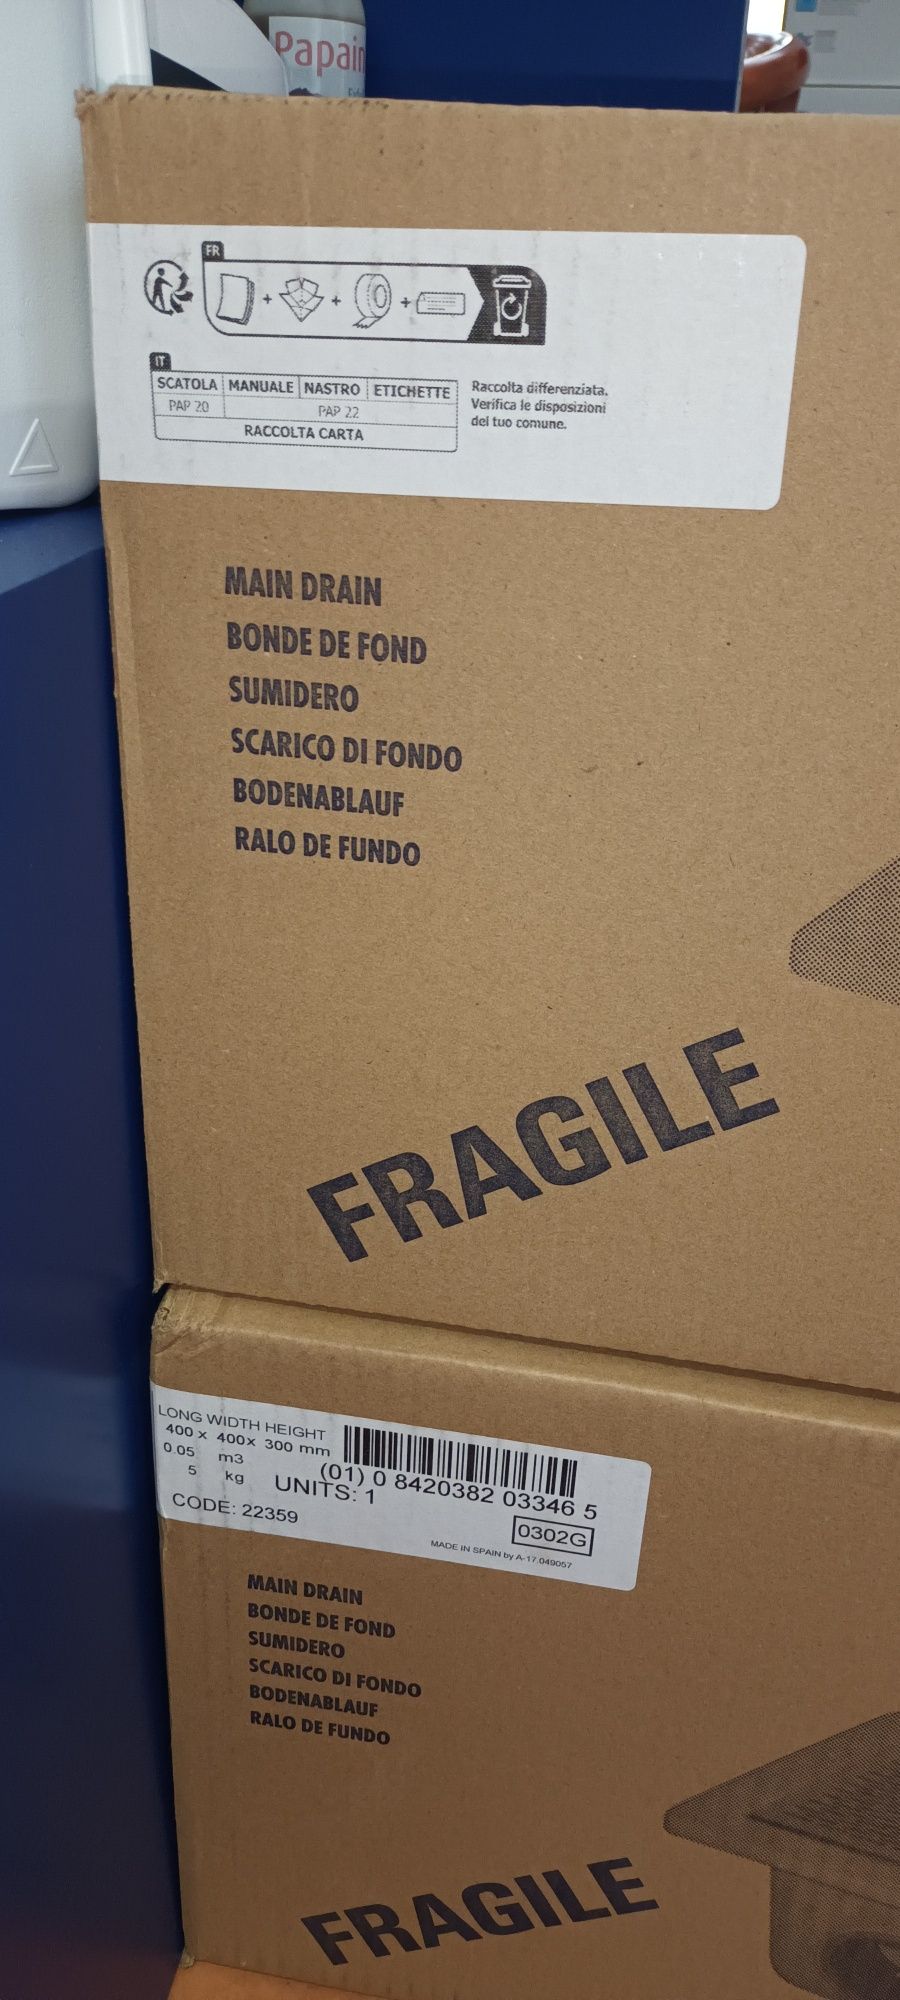 Papain
FR
+ + +
IT
SCATOLA MANUALE NASTRO ETICHETTE
PAP 20 PAP 22
RACCOLTA CARTA
Raccolta differenziata.
Verifica le disposizioni
del tuo comune.
MAIN DRAIN
BONDE DE FOND
SUMIDERO
SCARICO DI FONDO
BODENABLAUF
RALO DE FUNDO
FRAGILE
LONG WIDTH HEIGHT
400 x 400x 300 mm
0.05 m3
5 kg
UNITS: 1
(01) 0 8420382 03346 5
CODE: 22359
0302G
MADE IN SPAIN by A-17.049057
MAIN DRAIN
BONDE DE FOND
SUMIDERO
SCARICO DI FONDO
BODENABLAUF
RALO DE FUNDO
FRAGILE